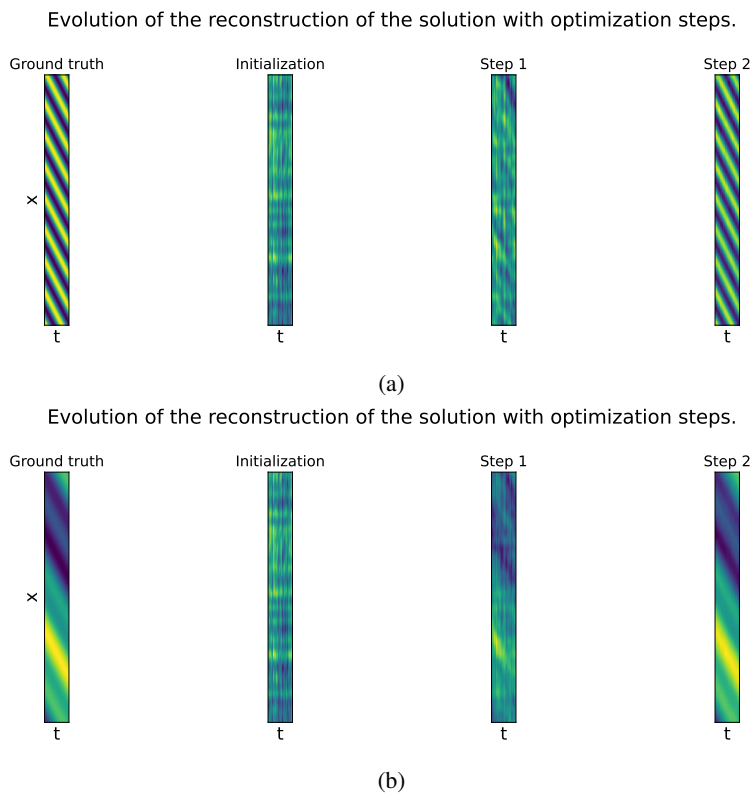 Evolution of the reconstruction of the solution with optimization steps.
Ground truth Initialization Step 1 Step 2
x
t t t t
(a)
Evolution of the reconstruction of the solution with optimization steps.
Ground truth Initialization Step 1 Step 2
x
t t t t
(b)